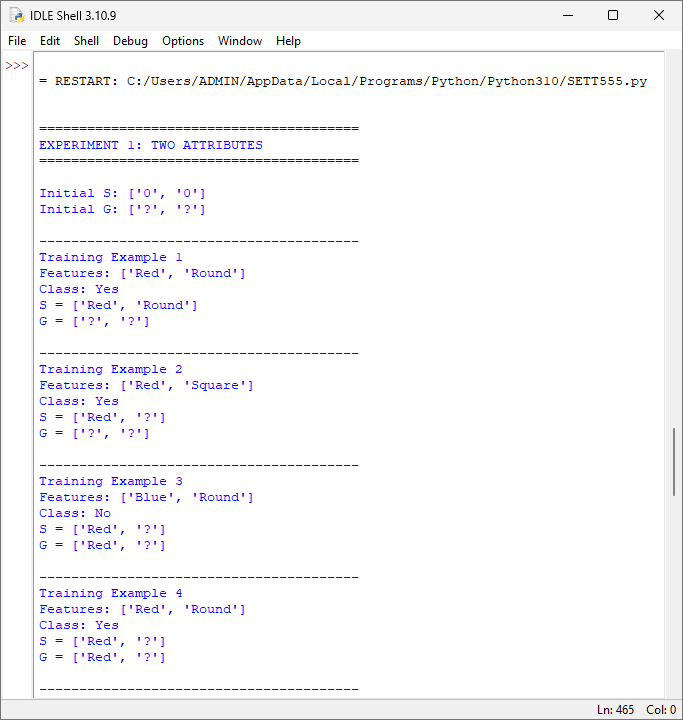 IDLE Shell 3.10.9
File Edit Shell Debug Options Window Help
>>>
= RESTART: C:/Users/ADMIN/AppData/Local/Programs/Python/Python310/SETT555.py
========================================
EXPERIMENT 1: TWO ATTRIBUTES
========================================
Initial S: ['0', '0']
Initial G: ['?', '?']
----------------------------------------
Training Example 1
Features: ['Red', 'Round']
Class: Yes
S = ['Red', 'Round']
G = ['?', '?']
----------------------------------------
Training Example 2
Features: ['Red', 'Square']
Class: Yes
S = ['Red', '?']
G = ['?', '?']
----------------------------------------
Training Example 3
Features: ['Blue', 'Round']
Class: No
S = ['Red', '?']
G = ['Red', '?']
----------------------------------------
Training Example 4
Features: ['Red', 'Round']
Class: Yes
S = ['Red', '?']
G = ['Red', '?']
----------------------------------------
Ln: 465 Col: 0